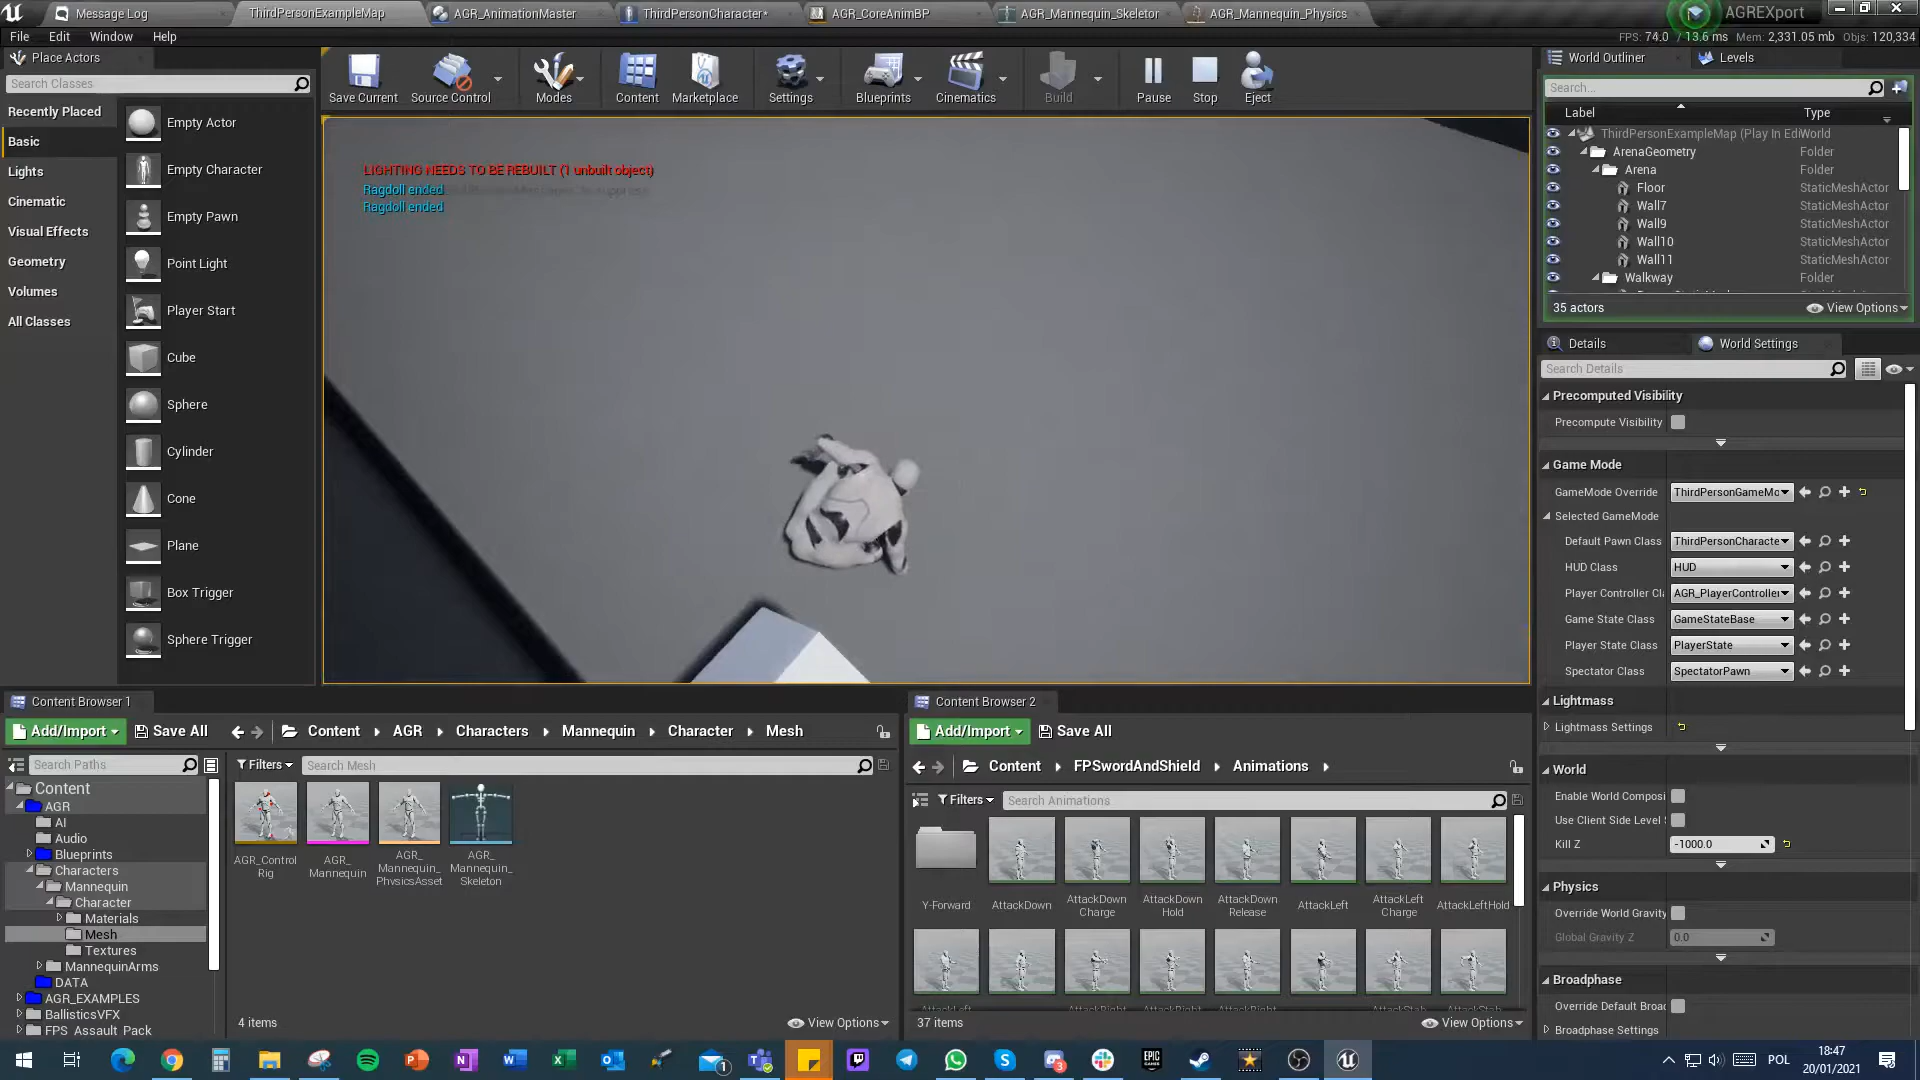 Message Log
ThirdPersonExampleMap
AGR_AnimationMaster
ThirdPersonCharacter*
AGR_CoreAnimBP
AGR_Mannequin_Skeletor
AGR_Mannequin_Physics
AGREXport
File Edit Window Help
FPS: 74.0 / 13.6 ms Mem: 2,331.05 mb Objs: 120,334
Place Actors
Search Classes
Recently Placed
Basic
Lights
Cinematic
Visual Effects
Geometry
Volumes
All Classes
Empty Actor
Empty Character
Empty Pawn
Point Light
Player Start
Cube
Sphere
Cylinder
Cone
Plane
Box Trigger
Sphere Trigger
Save Current
Source Control
Modes
Content
Marketplace
Settings
Blueprints
Cinematics
Build
Pause
Stop
Eject
LIGHTING NEEDS TO BE REBUILT (1 unbuilt object)
Ragdoll ended
Ragdoll ended
World Outliner
Levels
Search...
Label Type
ThirdPersonExampleMap (Play In Edi World
ArenaGeometry Folder
Arena Folder
Floor StaticMeshActor
Wall7 StaticMeshActor
Wall9 StaticMeshActor
Wall10 StaticMeshActor
Wall11 StaticMeshActor
Walkway Folder
35 actors
View Options
Details
World Settings
Search Details
Precomputed Visibility
Precompute Visibility
Game Mode
GameMode Override ThirdPersonGameMo
Selected GameMode
Default Pawn Class ThirdPersonCharacte
HUD Class HUD
Player Controller Cl AGR_PlayerController
Game State Class GameStateBase
Player State Class PlayerState
Spectator Class SpectatorPawn
Lightmass
Lightmass Settings
World
Enable World Composi
Use Client Side Level
Kill Z -1000.0
Physics
Override World Gravity
Global Gravity Z 0.0
Broadphase
Override Default Broad
Broadphase Settings
Content Browser 1
Add/Import
Save All
Content AGR Characters Mannequin Character Mesh
Search Paths
Filters
Search Mesh
Content
AGR
AI
Audio
Blueprints
Characters
Mannequin
Character
Materials
Mesh
Textures
MannequinArms
DATA
AGR_EXAMPLES
BallisticsVFX
FPS_Assault_Pack
AGR_Control Rig
AGR_ Mannequin
AGR_ Mannequin_ PhysicsAsset
AGR_ Mannequin_ Skeleton
4 items
View Options
Content Browser 2
Add/Import
Save All
Content FPSwordAndShield Animations
Filters
Search Animations
Y-Forward
AttackDown
AttackDown Charge
AttackDown Hold
AttackDown Release
AttackLeft
AttackLeft Charge
AttackLeftHold
37 items
View Options
POL
18:47
20/01/2021